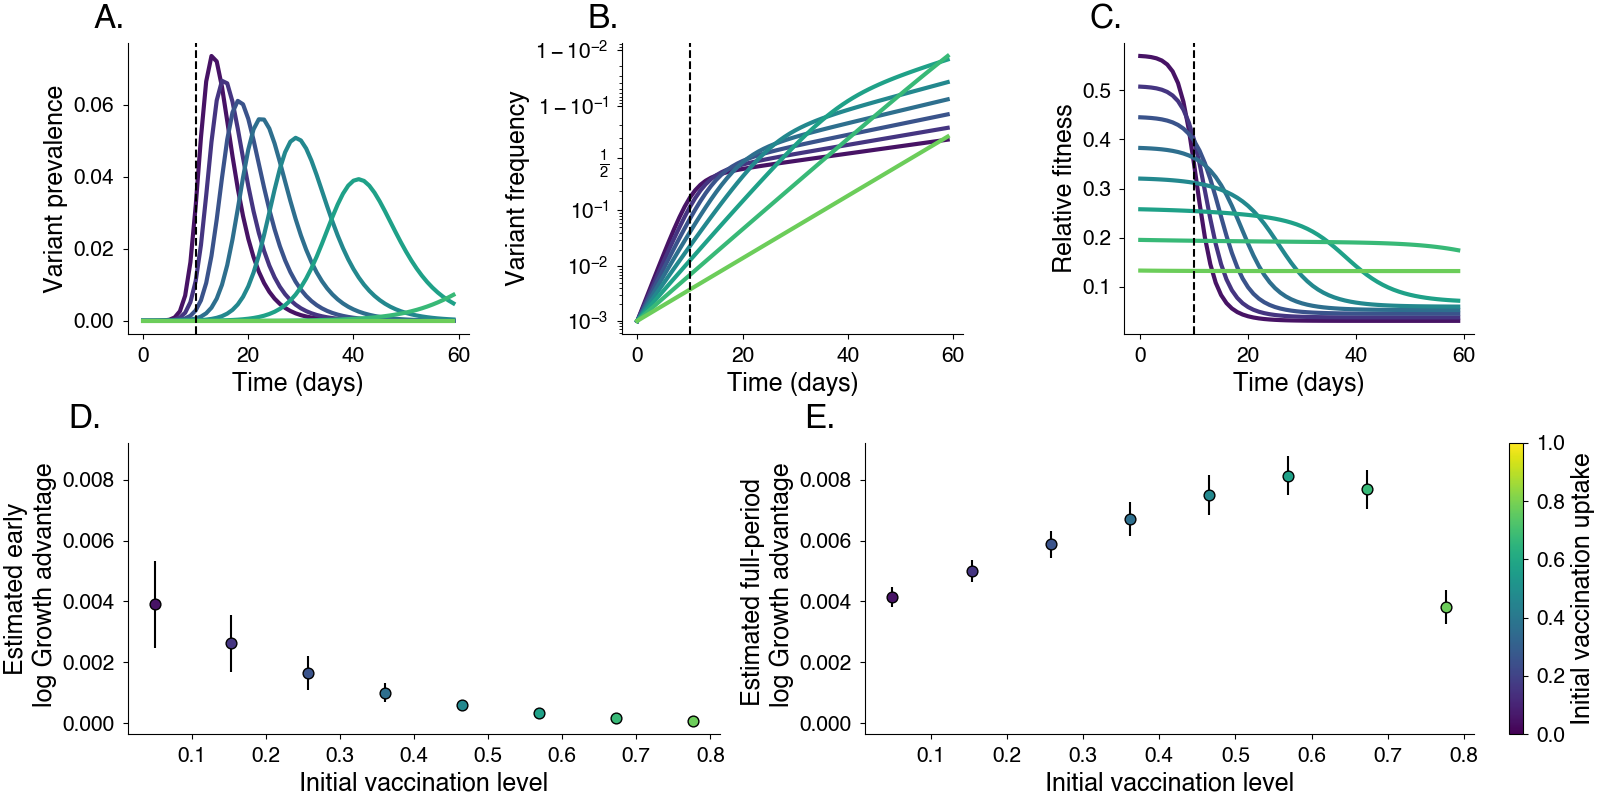 A.
Variant prevalence
0.06
0.04
0.02
0.00
0
20
40
60
Time (days)
B.
Variant frequency
1 − 10⁻²
1 − 10⁻¹
1/2
10⁻¹
10⁻²
10⁻³
0
20
40
60
Time (days)
C.
Relative fitness
0.5
0.4
0.3
0.2
0.1
0
20
40
60
Time (days)
D.
Estimated early
log Growth advantage
0.008
0.006
0.004
0.002
0.000
0.1
0.2
0.3
0.4
0.5
0.6
0.7
0.8
Initial vaccination level
E.
Estimated full-period
log Growth advantage
0.008
0.006
0.004
0.002
0.000
0.1
0.2
0.3
0.4
0.5
0.6
0.7
0.8
Initial vaccination level
1.0
0.8
0.6
0.4
0.2
0.0
Initial vaccination uptake